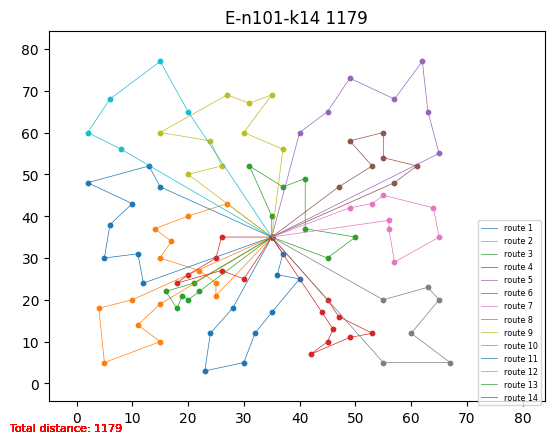 E-n101-k14 1179
80
70
60
50
40
30
20
10
0
0 10 20 30 40 50 60 70 80
route 1
route 2
route 3
route 4
route 5
route 6
route 7
route 8
route 9
route 10
route 11
route 12
route 13
route 14
Total distance: 1179